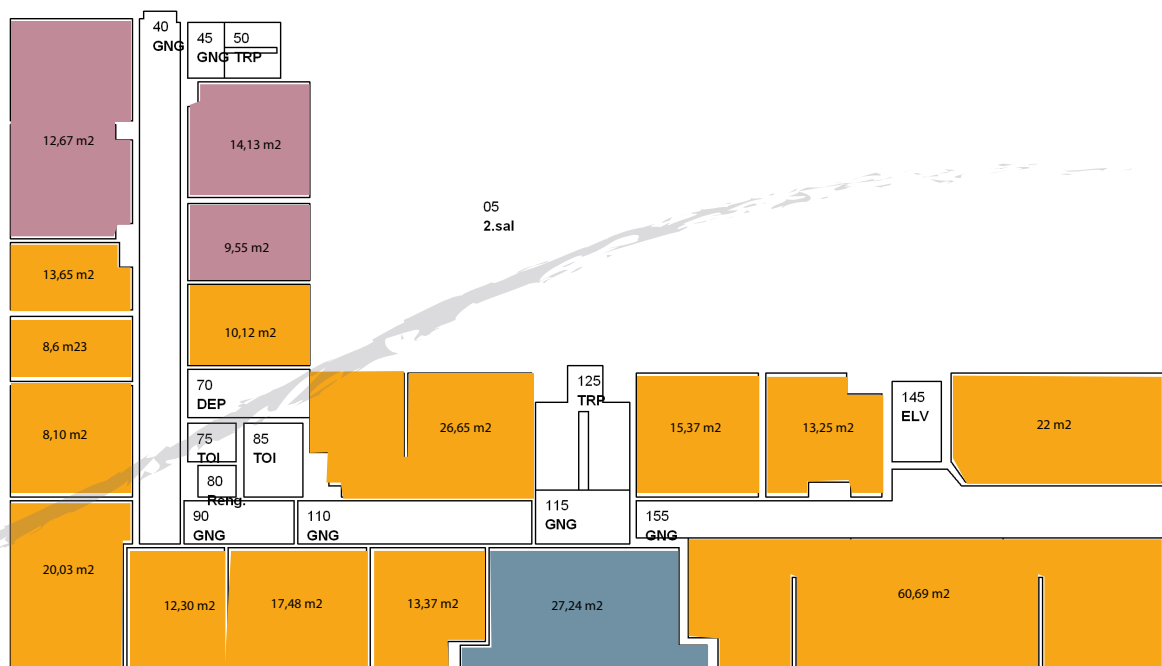 40
GNG
45
GNG
50
TRP
12,67 m2
14,13 m2
05
2.sal
9,55 m2
13,65 m2
10,12 m2
8,6 m23
70
DEP
125
TRP
145
ELV
8,10 m2
75
TOI
85
TOI
26,65 m2
15,37 m2
13,25 m2
22 m2
80
Reng.
90
GNG
110
GNG
115
GNG
155
GNG
20,03 m2
12,30 m2
17,48 m2
13,37 m2
27,24 m2
60,69 m2